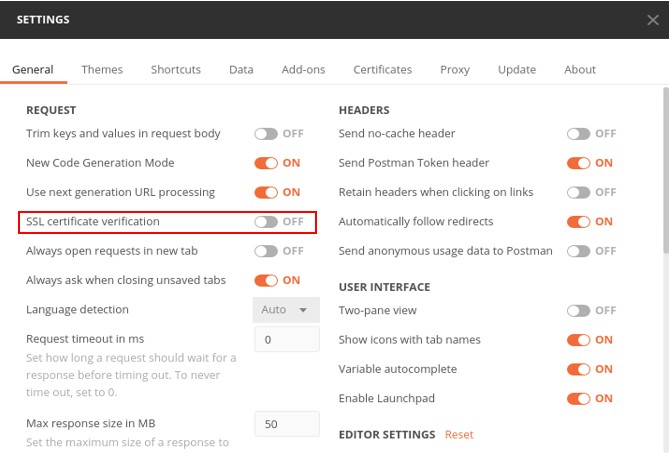 SETTINGS
General Themes Shortcuts Data Add-ons Certificates Proxy Update About
REQUEST
Trim keys and values in request body OFF
New Code Generation Mode ON
Use next generation URL processing ON
SSL certificate verification OFF
Always open requests in new tab OFF
Always ask when closing unsaved tabs ON
Language detection Auto
Request timeout in ms 0
Set how long a request should wait for a
response before timing out. To never
time out, set to 0.
Max response size in MB 50
Set the maximum size of a response to
HEADERS
Send no-cache header OFF
Send Postman Token header ON
Retain headers when clicking on links OFF
Automatically follow redirects ON
Send anonymous usage data to Postman OFF
USER INTERFACE
Two-pane view OFF
Show icons with tab names ON
Variable autocomplete ON
Enable Launchpad ON
EDITOR SETTINGS Reset